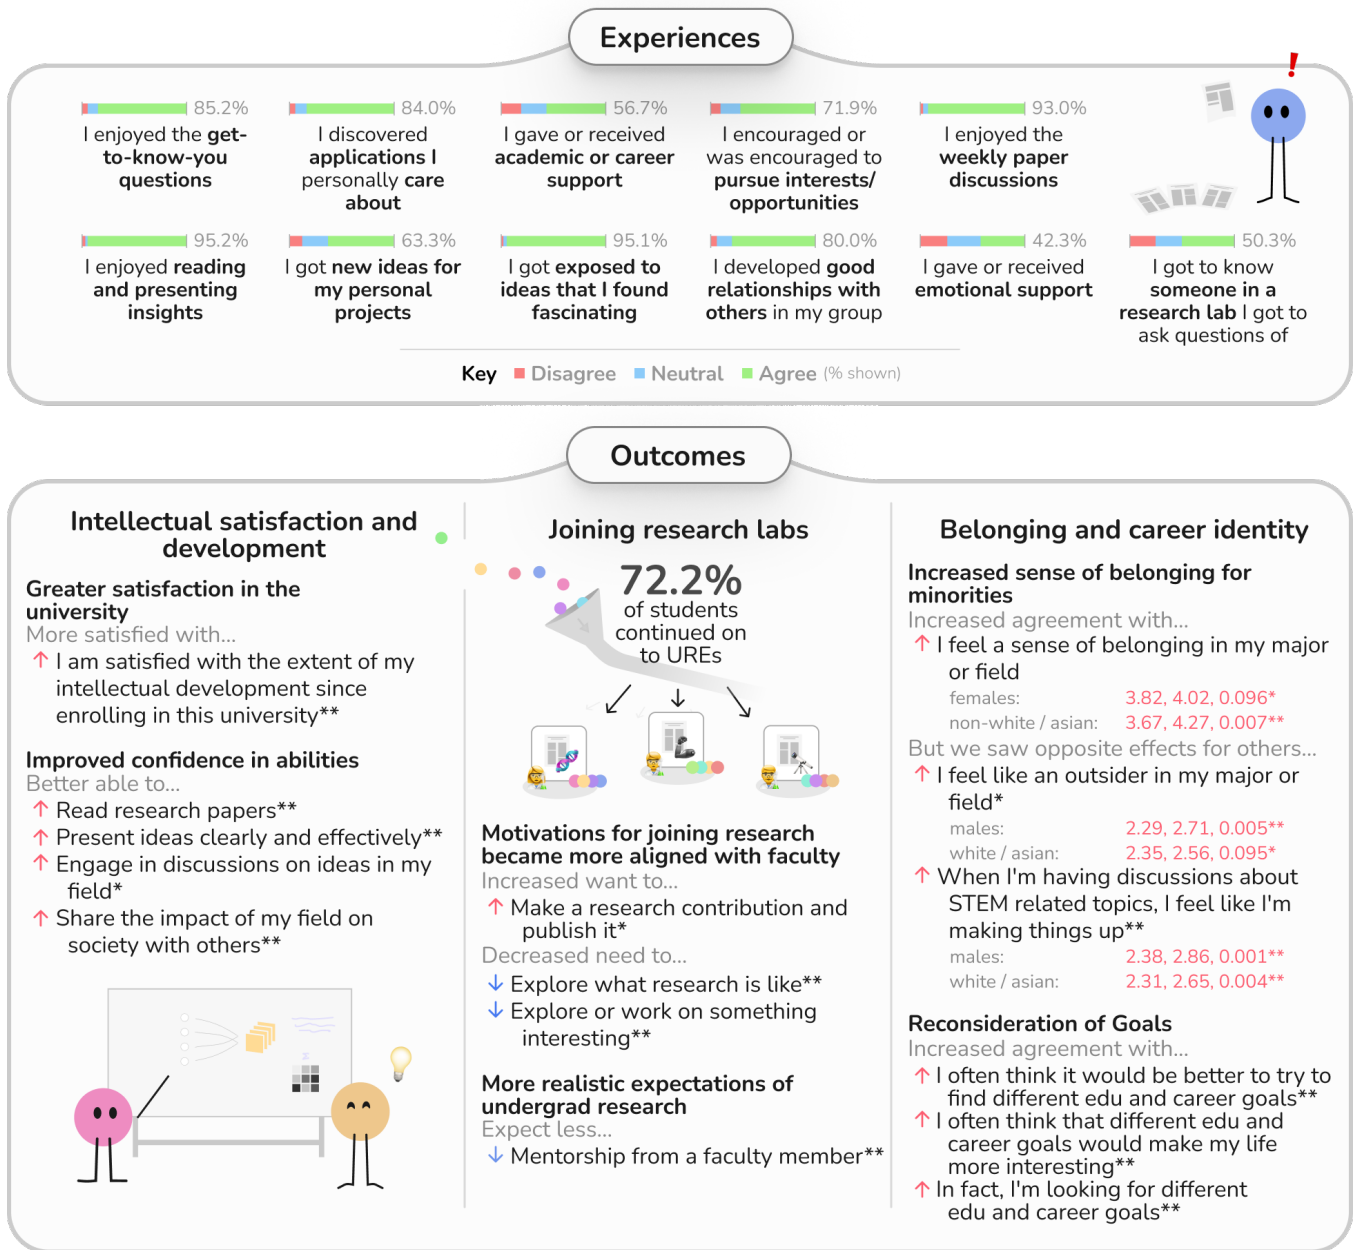 Experiences
85.2%
I enjoyed the get-
to-know-you
questions
84.0%
I discovered
applications I
personally care
about
56.7%
I gave or received
academic or career
support
71.9%
I encouraged or
was encouraged to
pursue interests/
opportunities
93.0%
I enjoyed the
weekly paper
discussions
!
95.2%
I enjoyed reading
and presenting
insights
63.3%
I got new ideas for
my personal
projects
95.1%
I got exposed to
ideas that I found
fascinating
80.0%
I developed good
relationships with
others in my group
42.3%
I gave or received
emotional support
50.3%
I got to know
someone in a
research lab I got to
ask questions of
Key Disagree Neutral Agree (% shown)
Outcomes
Intellectual satisfaction and
development
Greater satisfaction in the
university
More satisfied with...
↑ I am satisfied with the extent of my
intellectual development since
enrolling in this university**
Improved confidence in abilities
Better able to...
↑ Read research papers**
↑ Present ideas clearly and effectively**
↑ Engage in discussions on ideas in my
field*
↑ Share the impact of my field on
society with others**
Joining research labs
72.2%
of students
continued on
to UREs
Motivations for joining research
became more aligned with faculty
Increased want to...
↑ Make a research contribution and
publish it*
Decreased need to...
↓ Explore what research is like**
↓ Explore or work on something
interesting**
More realistic expectations of
undergrad research
Expect less...
↓ Mentorship from a faculty member**
Belonging and career identity
Increased sense of belonging for
minorities
Increased agreement with...
↑ I feel a sense of belonging in my major
or field
females: 3.82, 4.02, 0.096*
non-white / asian: 3.67, 4.27, 0.007**
But we saw opposite effects for others...
↑ I feel like an outsider in my major or
field*
males: 2.29, 2.71, 0.005**
white / asian: 2.35, 2.56, 0.095*
↑ When I'm having discussions about
STEM related topics, I feel like I'm
making things up**
males: 2.38, 2.86, 0.001**
white / asian: 2.31, 2.65, 0.004**
Reconsideration of Goals
Increased agreement with...
↑ I often think it would be better to try to
find different edu and career goals**
↑ I often think that different edu and
career goals would make my life
more interesting**
↑ In fact, I'm looking for different
edu and career goals**